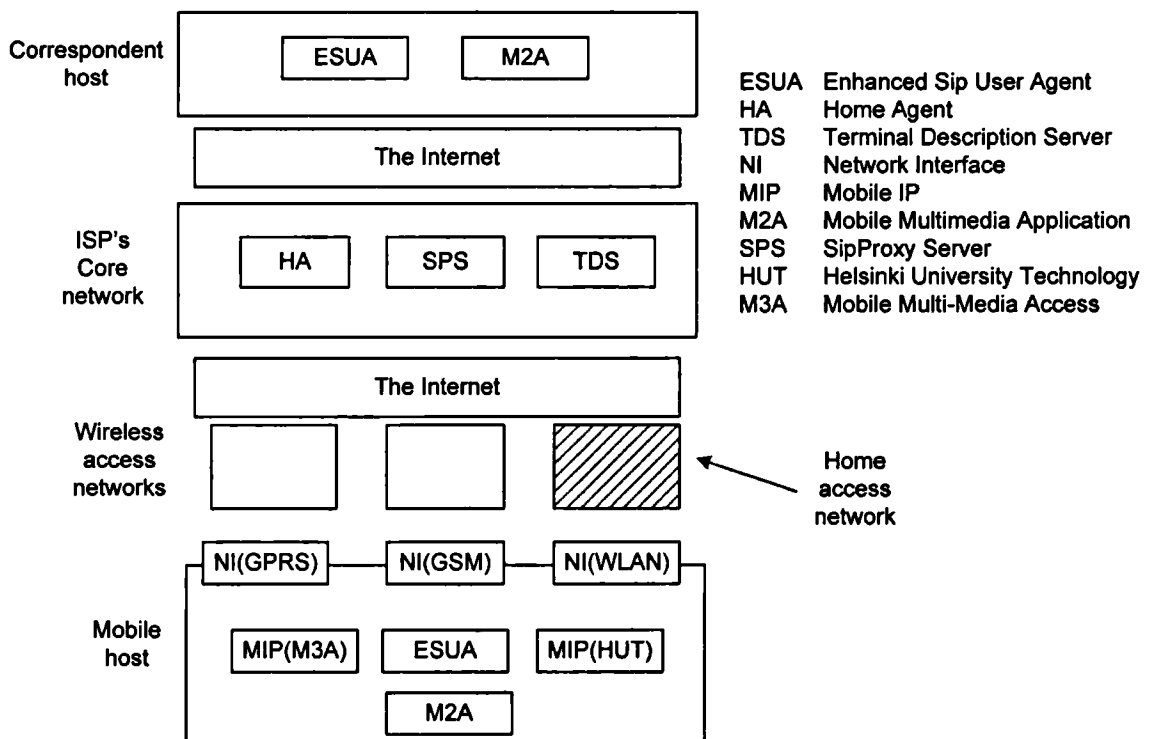 Correspondent
host
ESUA
M2A
The Internet
ISP's
Core
network
HA
SPS
TDS
The Internet
Wireless
access
networks
Home
access
network
NI(GPRS)
NI(GSM)
NI(WLAN)
Mobile
host
MIP(M3A)
ESUA
MIP(HUT)
M2A
ESUA Enhanced Sip User Agent
HA Home Agent
TDS Terminal Description Server
NI Network Interface
MIP Mobile IP
M2A Mobile Multimedia Application
SPS SipProxy Server
HUT Helsinki University Technology
M3A Mobile Multi-Media Access